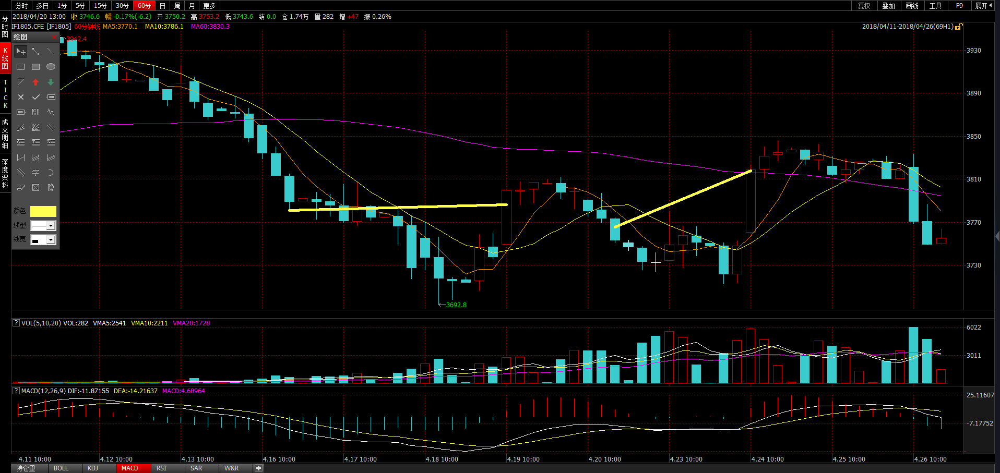 分时 多日 1分 5分 15分 30分 60分 日 周 月 更多 复权 叠加 画线 工具 F9 展开
2018/04/20 13:00 收 3746.6 幅 -0.17%(-6.2) 开 3750.2 高 3753.2 低 3743.6 结 0.0 仓 1.74万 量 282 增 +47 振 0.26%
IF1805.CFE [IF1805] 60分钟线 MA5:3770.1 MA10:3786.1 MA60:3830.3 2018/04/11-2018/04/26(69H1)
分时图
K线图
TICK
成交明细
深度资料
绘图
字
隐
颜色
线型
线宽
3942.4
3692.8
3930
3890
3850
3810
3770
3730
VOL(5,10,20) VOL:282 VMA5:2541 VMA10:2211 VMA20:1728
6022
3011
MACD(12,26,9) DIF:-11.87155 DEA:-14.21637 MACD:4.68964
25.11607
-7.17752
4.11 10:00 4.12 10:00 4.13 10:00 4.16 10:00 4.17 10:00 4.18 10:00 4.19 10:00 4.20 10:00 4.23 10:00 4.24 10:00 4.25 10:00 4.26 10:00
持仓量 BOLL KDJ MACD RSI SAR W&R